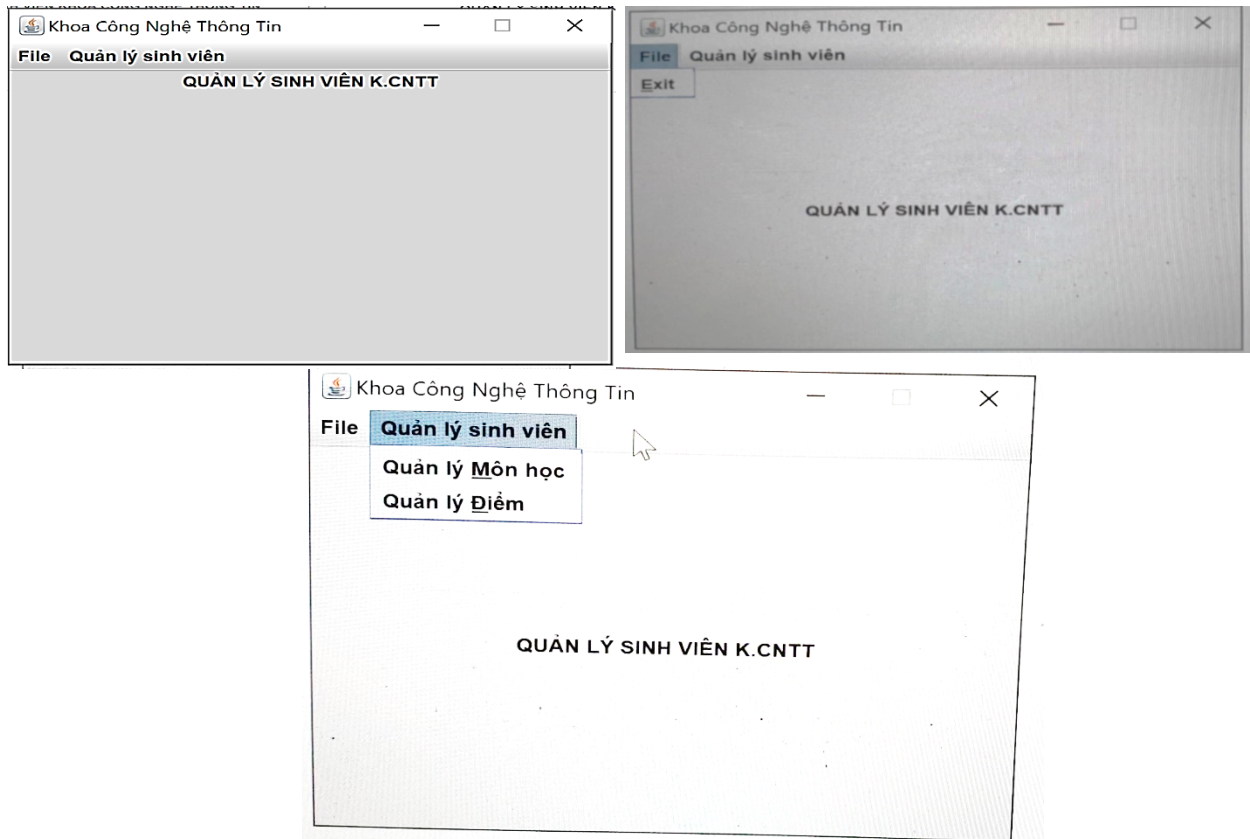 Khoa Công Nghệ Thông Tin
File Quản lý sinh viên
QUẢN LÝ SINH VIÊN K.CNTT
Khoa Công Nghệ Thông Tin
File Quản lý sinh viên
Exit
QUẢN LÝ SINH VIÊN K.CNTT
Khoa Công Nghệ Thông Tin
File Quản lý sinh viên
Quản lý Môn học
Quản lý Điểm
QUẢN LÝ SINH VIÊN K.CNTT